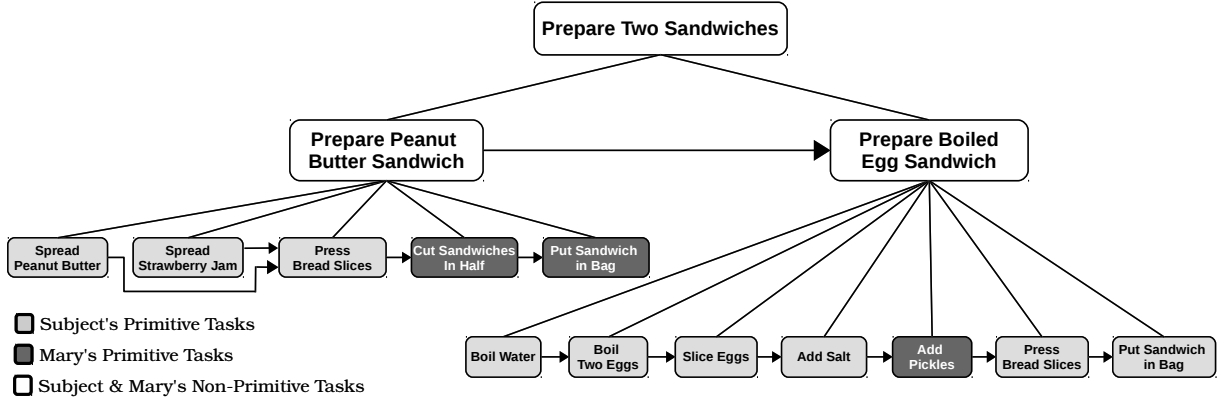 Prepare Two Sandwiches
Prepare Peanut
Butter Sandwich
Prepare Boiled
Egg Sandwich
Spread
Peanut Butter
Spread
Strawberry Jam
Press
Bread Slices
Cut Sandwiches
In Half
Put Sandwich
in Bag
Subject's Primitive Tasks
Mary's Primitive Tasks
Subject & Mary's Non-Primitive Tasks
Boil Water
Boil
Two Eggs
Slice Eggs
Add Salt
Add
Pickles
Press
Bread Slices
Put Sandwich
in Bag